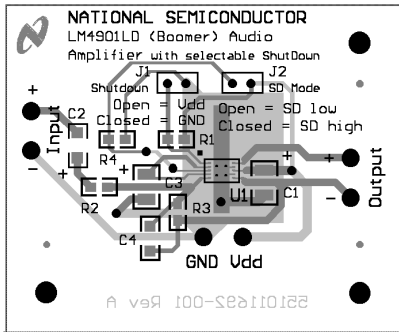 NATIONAL SEMICONDUCTOR
LM4901LD (Boomer) Audio
Amplifier with selectable ShutDown
J1
J2
Shutdown
SD Mode
Open = Vdd
Open = SD low
Closed = GND
Closed = SD high
+
Input
-
C2
R1
R4
+
R2
+
C3
R3
C4
U1
+
C1
+
Output
-
GND Vdd
551011692-001 Rev A